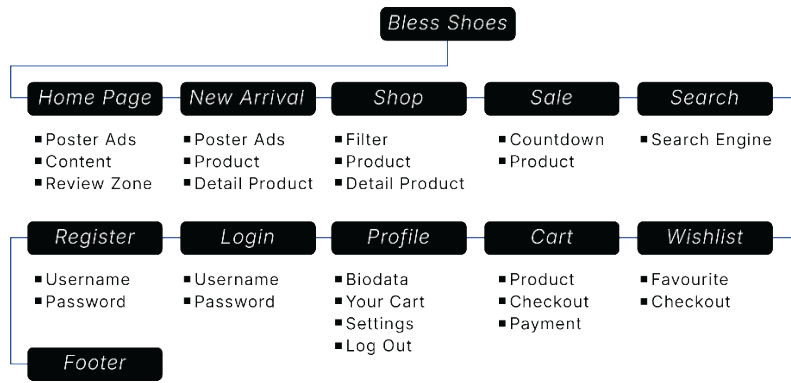 Bless Shoes
Home Page
▪Poster Ads
▪Content
▪Review Zone
New Arrival
▪Poster Ads
▪Product
▪Detail Product
Shop
▪Filter
▪Product
▪Detail Product
Sale
▪Countdown
▪Product
Search
▪Search Engine
Register
▪Username
▪Password
Login
▪Username
▪Password
Profile
▪Biodata
▪Your Cart
▪Settings
▪Log Out
Cart
▪Product
▪Checkout
▪Payment
Wishlist
▪Favourite
▪Checkout
Footer